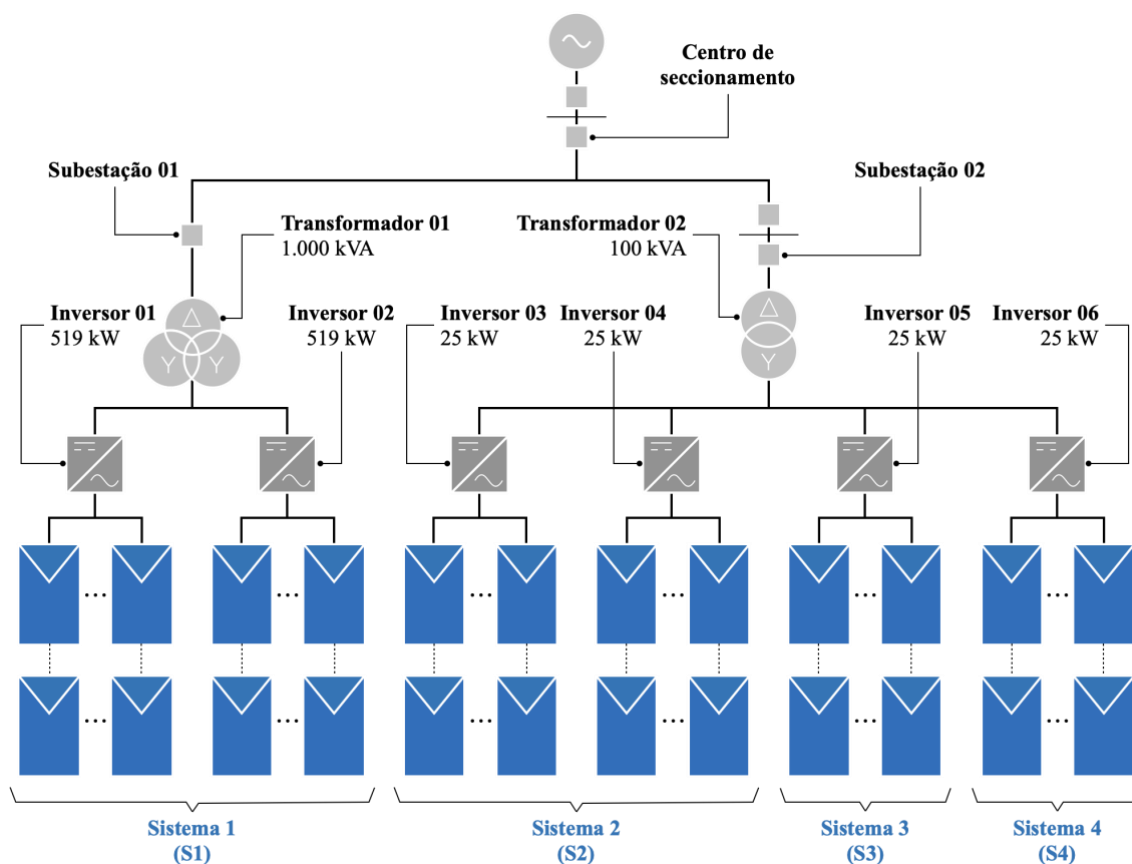 Centro de
seccionamento
Subestação 01
Subestação 02
Transformador 01
1.000 kVA
Transformador 02
100 kVA
Inversor 01
519 kW
Inversor 02
519 kW
Inversor 03
25 kW
Inversor 04
25 kW
Inversor 05
25 kW
Inversor 06
25 kW
Δ
Y
Y
Δ
Y
Sistema 1
(S1)
Sistema 2
(S2)
Sistema 3
(S3)
Sistema 4
(S4)